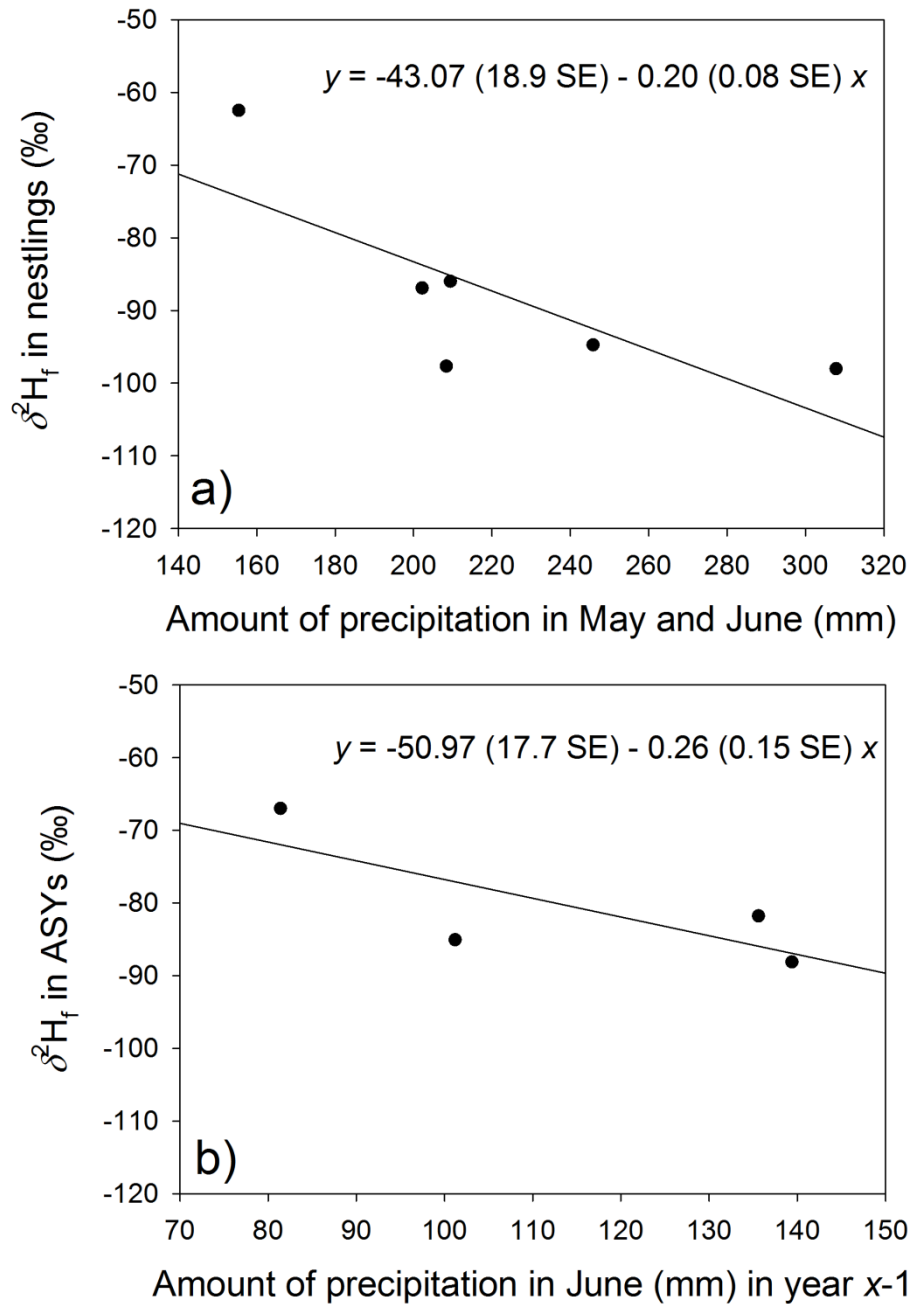 -50
y = -43.07 (18.9 SE) - 0.20 (0.08 SE) x
-60
-70
-80
-90
-100
-110
-120
δ²H_f in nestlings (‰)
a)
140 160 180 200 220 240 260 280 300 320
Amount of precipitation in May and June (mm)
-50
y = -50.97 (17.7 SE) - 0.26 (0.15 SE) x
-60
-70
-80
-90
-100
-110
-120
δ²H_f in ASYs (‰)
b)
70 80 90 100 110 120 130 140 150
Amount of precipitation in June (mm) in year x-1